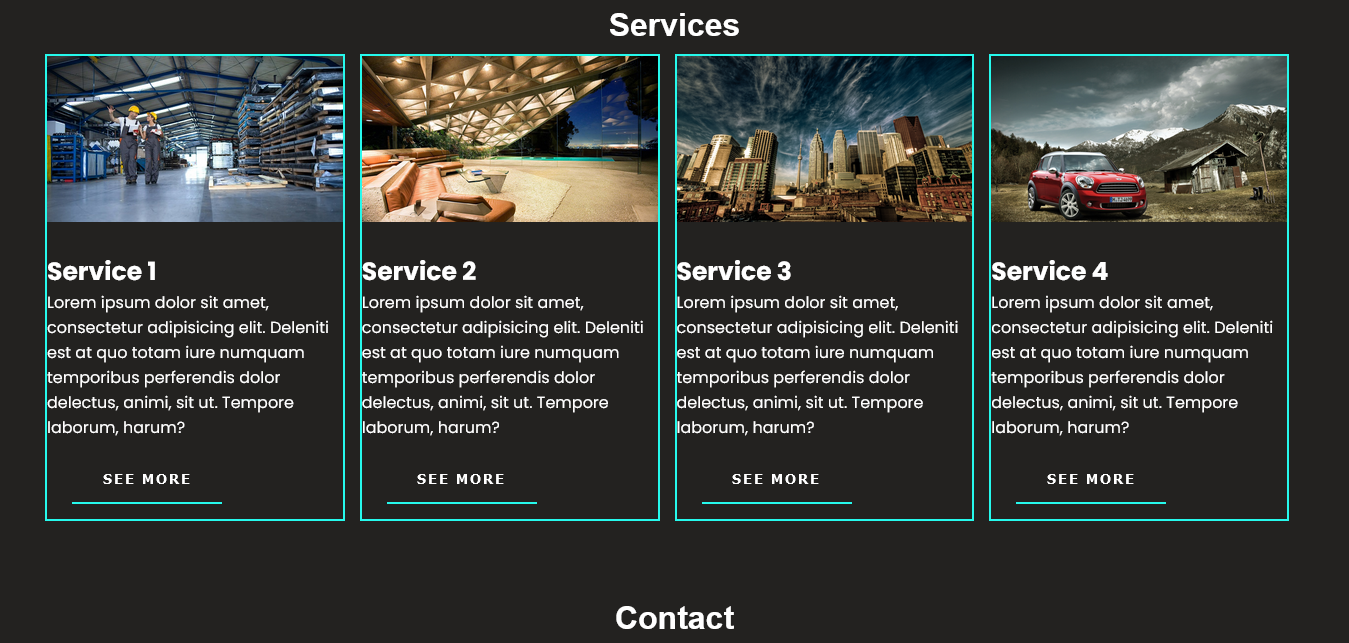 Services
Service 1
Lorem ipsum dolor sit amet,
consectetur adipisicing elit. Deleniti
est at quo totam iure numquam
temporibus perferendis dolor
delectus, animi, sit ut. Tempore
laborum, harum?
SEE MORE
Service 2
Lorem ipsum dolor sit amet,
consectetur adipisicing elit. Deleniti
est at quo totam iure numquam
temporibus perferendis dolor
delectus, animi, sit ut. Tempore
laborum, harum?
SEE MORE
Service 3
Lorem ipsum dolor sit amet,
consectetur adipisicing elit. Deleniti
est at quo totam iure numquam
temporibus perferendis dolor
delectus, animi, sit ut. Tempore
laborum, harum?
SEE MORE
Service 4
Lorem ipsum dolor sit amet,
consectetur adipisicing elit. Deleniti
est at quo totam iure numquam
temporibus perferendis dolor
delectus, animi, sit ut. Tempore
laborum, harum?
SEE MORE
Contact